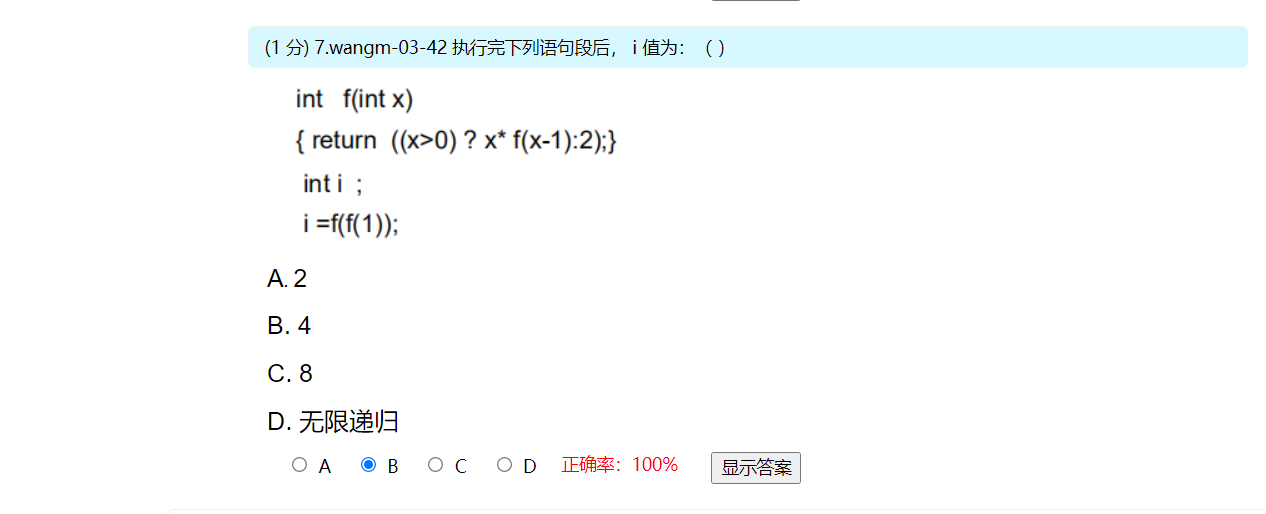 (1 分) 7.wangm-03-42 执行完下列语句段后， i 值为：（ ）
int f(int x)
{ return ((x>0) ? x* f(x-1):2);}
int i ;
i =f(f(1));
A. 2
B. 4
C. 8
D. 无限递归
A B C D 正确率：100% 显示答案